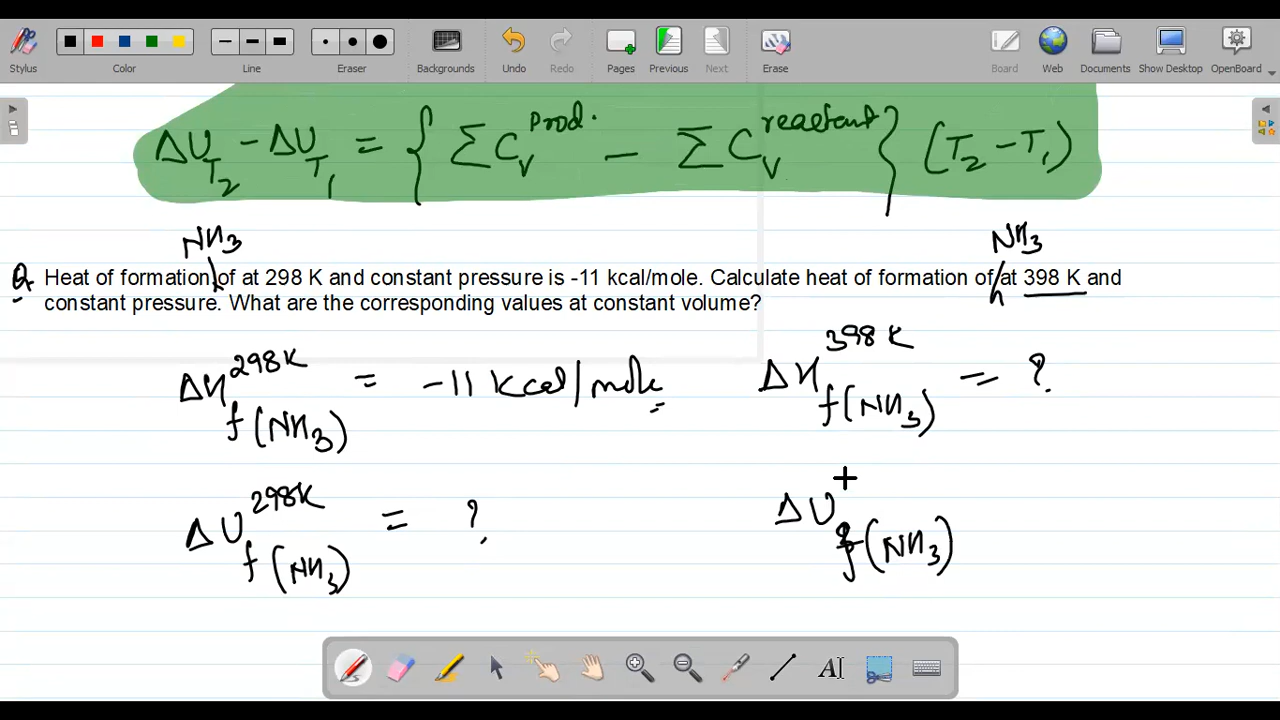 Stylus Color Line Eraser Backgrounds Undo Redo Pages Previous Next Erase Board Web Documents Show Desktop OpenBoard
ΔU_T₂ - ΔU_T₁ = { ΣC_v^Prod. - ΣC_v^reactant } (T₂ - T₁)
NH₃ NH₃
Q Heat of formation of at 298 K and constant pressure is -11 kcal/mole. Calculate heat of formation of at 398 K and
constant pressure. What are the corresponding values at constant volume?
ΔH_f(NH₃)^298K = -11 kcal/mole ΔH_f(NH₃)^398K = ?
ΔU_f(NH₃)^298K = ? ΔU_f(NH₃)